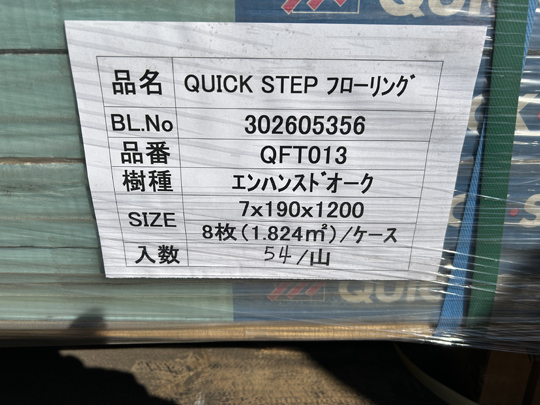 QUIC
品名 QUICK STEP フローリング
BL.No 302605356
品番 QFT013
樹種 エンハンスドオーク
SIZE 7x190x1200
8枚(1.824㎡)/ケース
入数 54/山
QUIC